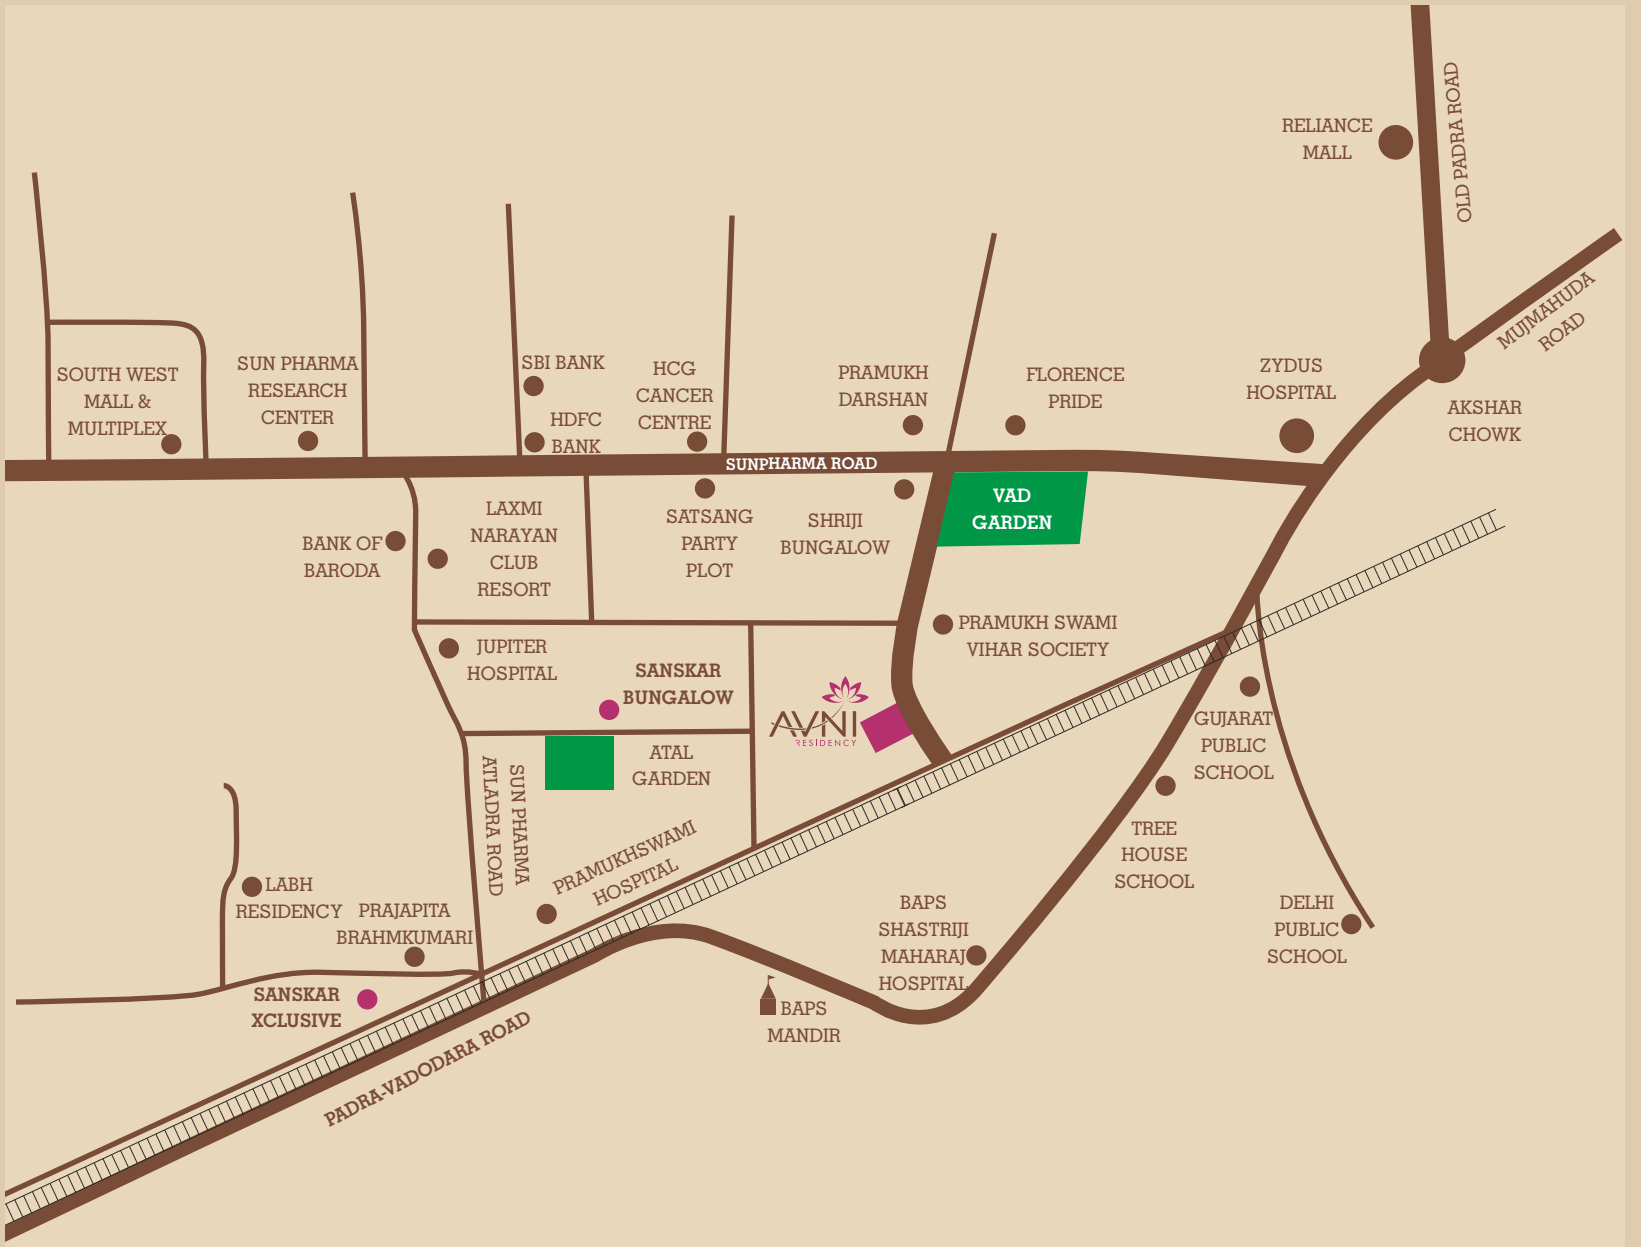 RELIANCE
MALL
OLD PADRA ROAD
MUJMAHUDA
ROAD
AKSHAR
CHOWK
ZYDUS
HOSPITAL
SOUTH WEST
MALL &
MULTIPLEX
SUN PHARMA
RESEARCH
CENTER
SBI BANK
HDFC
BANK
HCG
CANCER
CENTRE
PRAMUKH
DARSHAN
FLORENCE
PRIDE
SUNPHARMA ROAD
VAD
GARDEN
BANK OF
BARODA
LAXMI
NARAYAN
CLUB
RESORT
SATSANG
PARTY
PLOT
SHRIJI
BUNGALOW
PRAMUKH SWAMI
VIHAR SOCIETY
JUPITER
HOSPITAL
SANSKAR
BUNGALOW
AVNI
RESIDENCY
GUJARAT
PUBLIC
SCHOOL
ATAL
GARDEN
SUN PHARMA
ATLADRA ROAD
PRAMUKHSWAMI
HOSPITAL
TREE
HOUSE
SCHOOL
LABH
RESIDENCY
PRAJAPITA
BRAHMKUMARI
BAPS
SHASTRIJI
MAHARAJ
HOSPITAL
DELHI
PUBLIC
SCHOOL
SANSKAR
XCLUSIVE
BAPS
MANDIR
PADRA-VADODARA ROAD